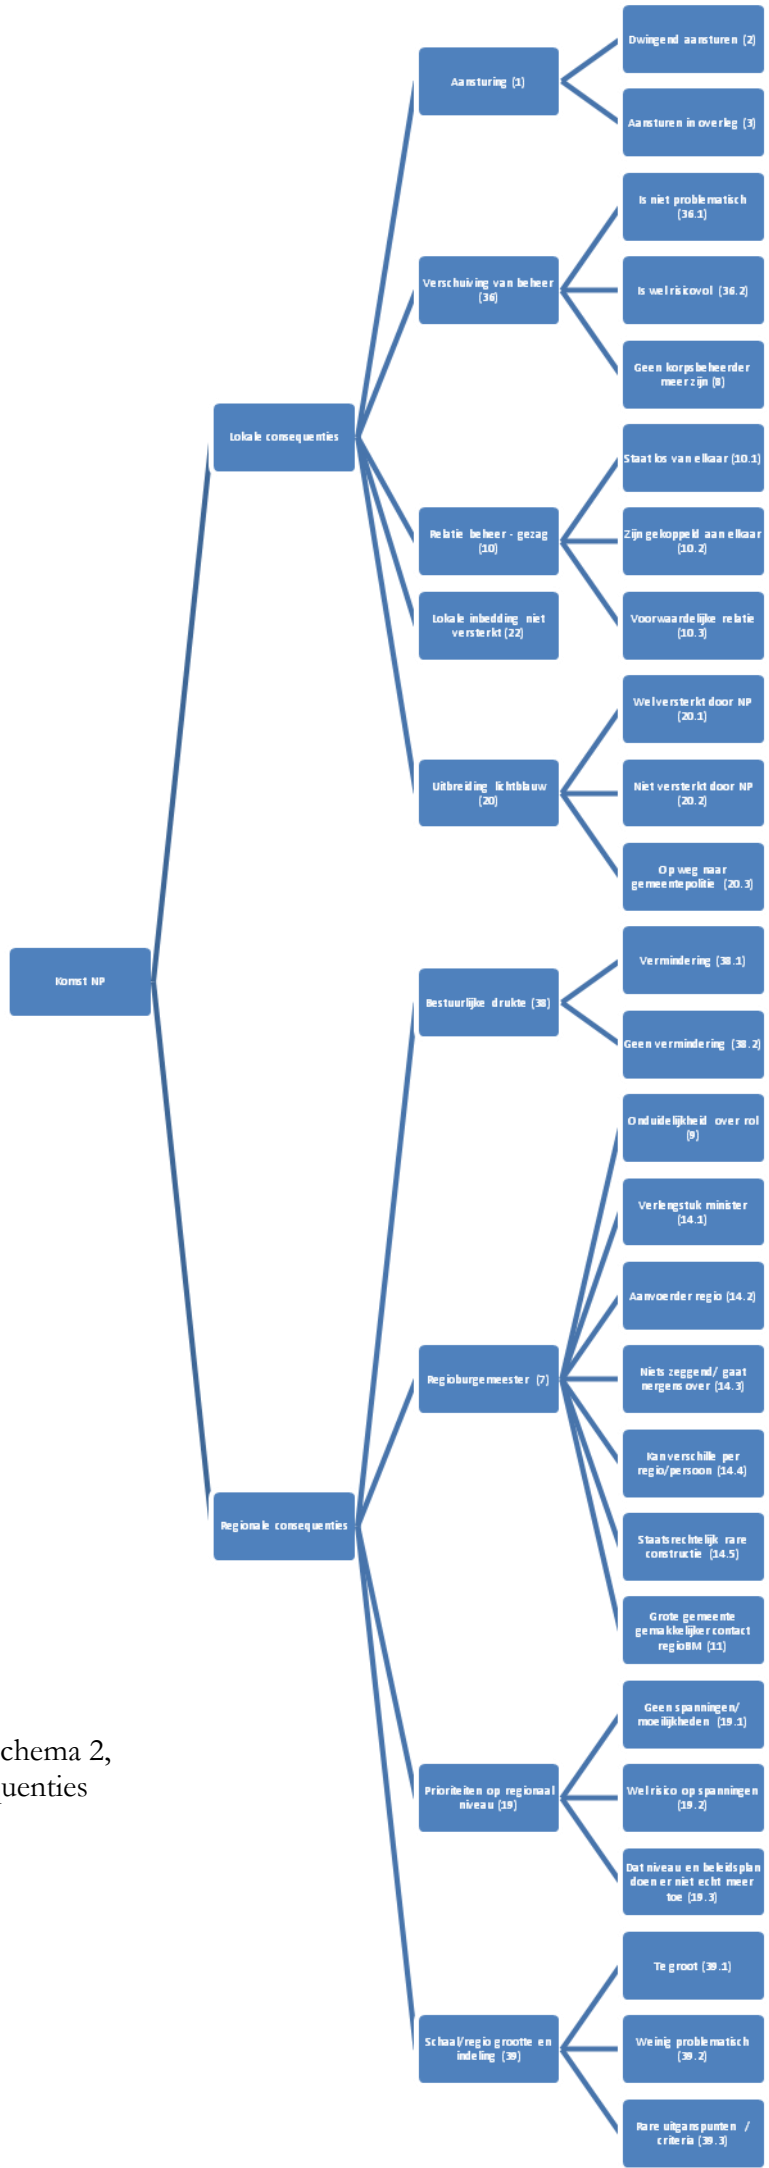 Komst NP
Lokale consequenties
Aansturing (1)
Dwingend aansturen (2)
Aansturen in overleg (3)
Verschuiving van beheer
(36)
Is niet problematisch
(36.1)
Is wel risicovol (36.2)
Geen korpsbeheerder
meer zijn (8)
Relatie beheer - gezag
(10)
Staat los van elkaar (10.1)
Zijn gekoppeld aan elkaar
(10.2)
Voorwaardelijke relatie
(10.3)
Lokale inbedding niet
versterkt (22)
Uitbreiding lichtblauw
(20)
Wel versterkt door NP
(20.1)
Niet versterkt door NP
(20.2)
Op weg naar
gemeentepolitie (20.3)
Regionale consequenties
Bestuurlijke drukte (38)
Vermindering (38.1)
Geen vermindering (38.2)
Regioburgemeester (7)
Onduidelijkheid over rol
(9)
Verlengstuk minister
(14.1)
Aanvoerder regio (14.2)
Niets zeggend/ gaat
nergens over (14.3)
Kan verschille per
regio/persoon (14.4)
Staatsrechtelijk rare
constructie (14.5)
Grote gemeente
gemakkelijker contact
regioBM (11)
Prioriteiten op regionaal
niveau (19)
Geen spanningen/
moeilijkheden (19.1)
Wel risico op spanningen
(19.2)
Dat niveau en beleidsplan
doen er niet echt meer
toe (19.3)
Schaal/regio grootte en
indeling (39)
Te groot (39.1)
Weinig problematisch
(39.2)
Rare uitganspunten /
criteria (39.3)
chema 2,
uenties